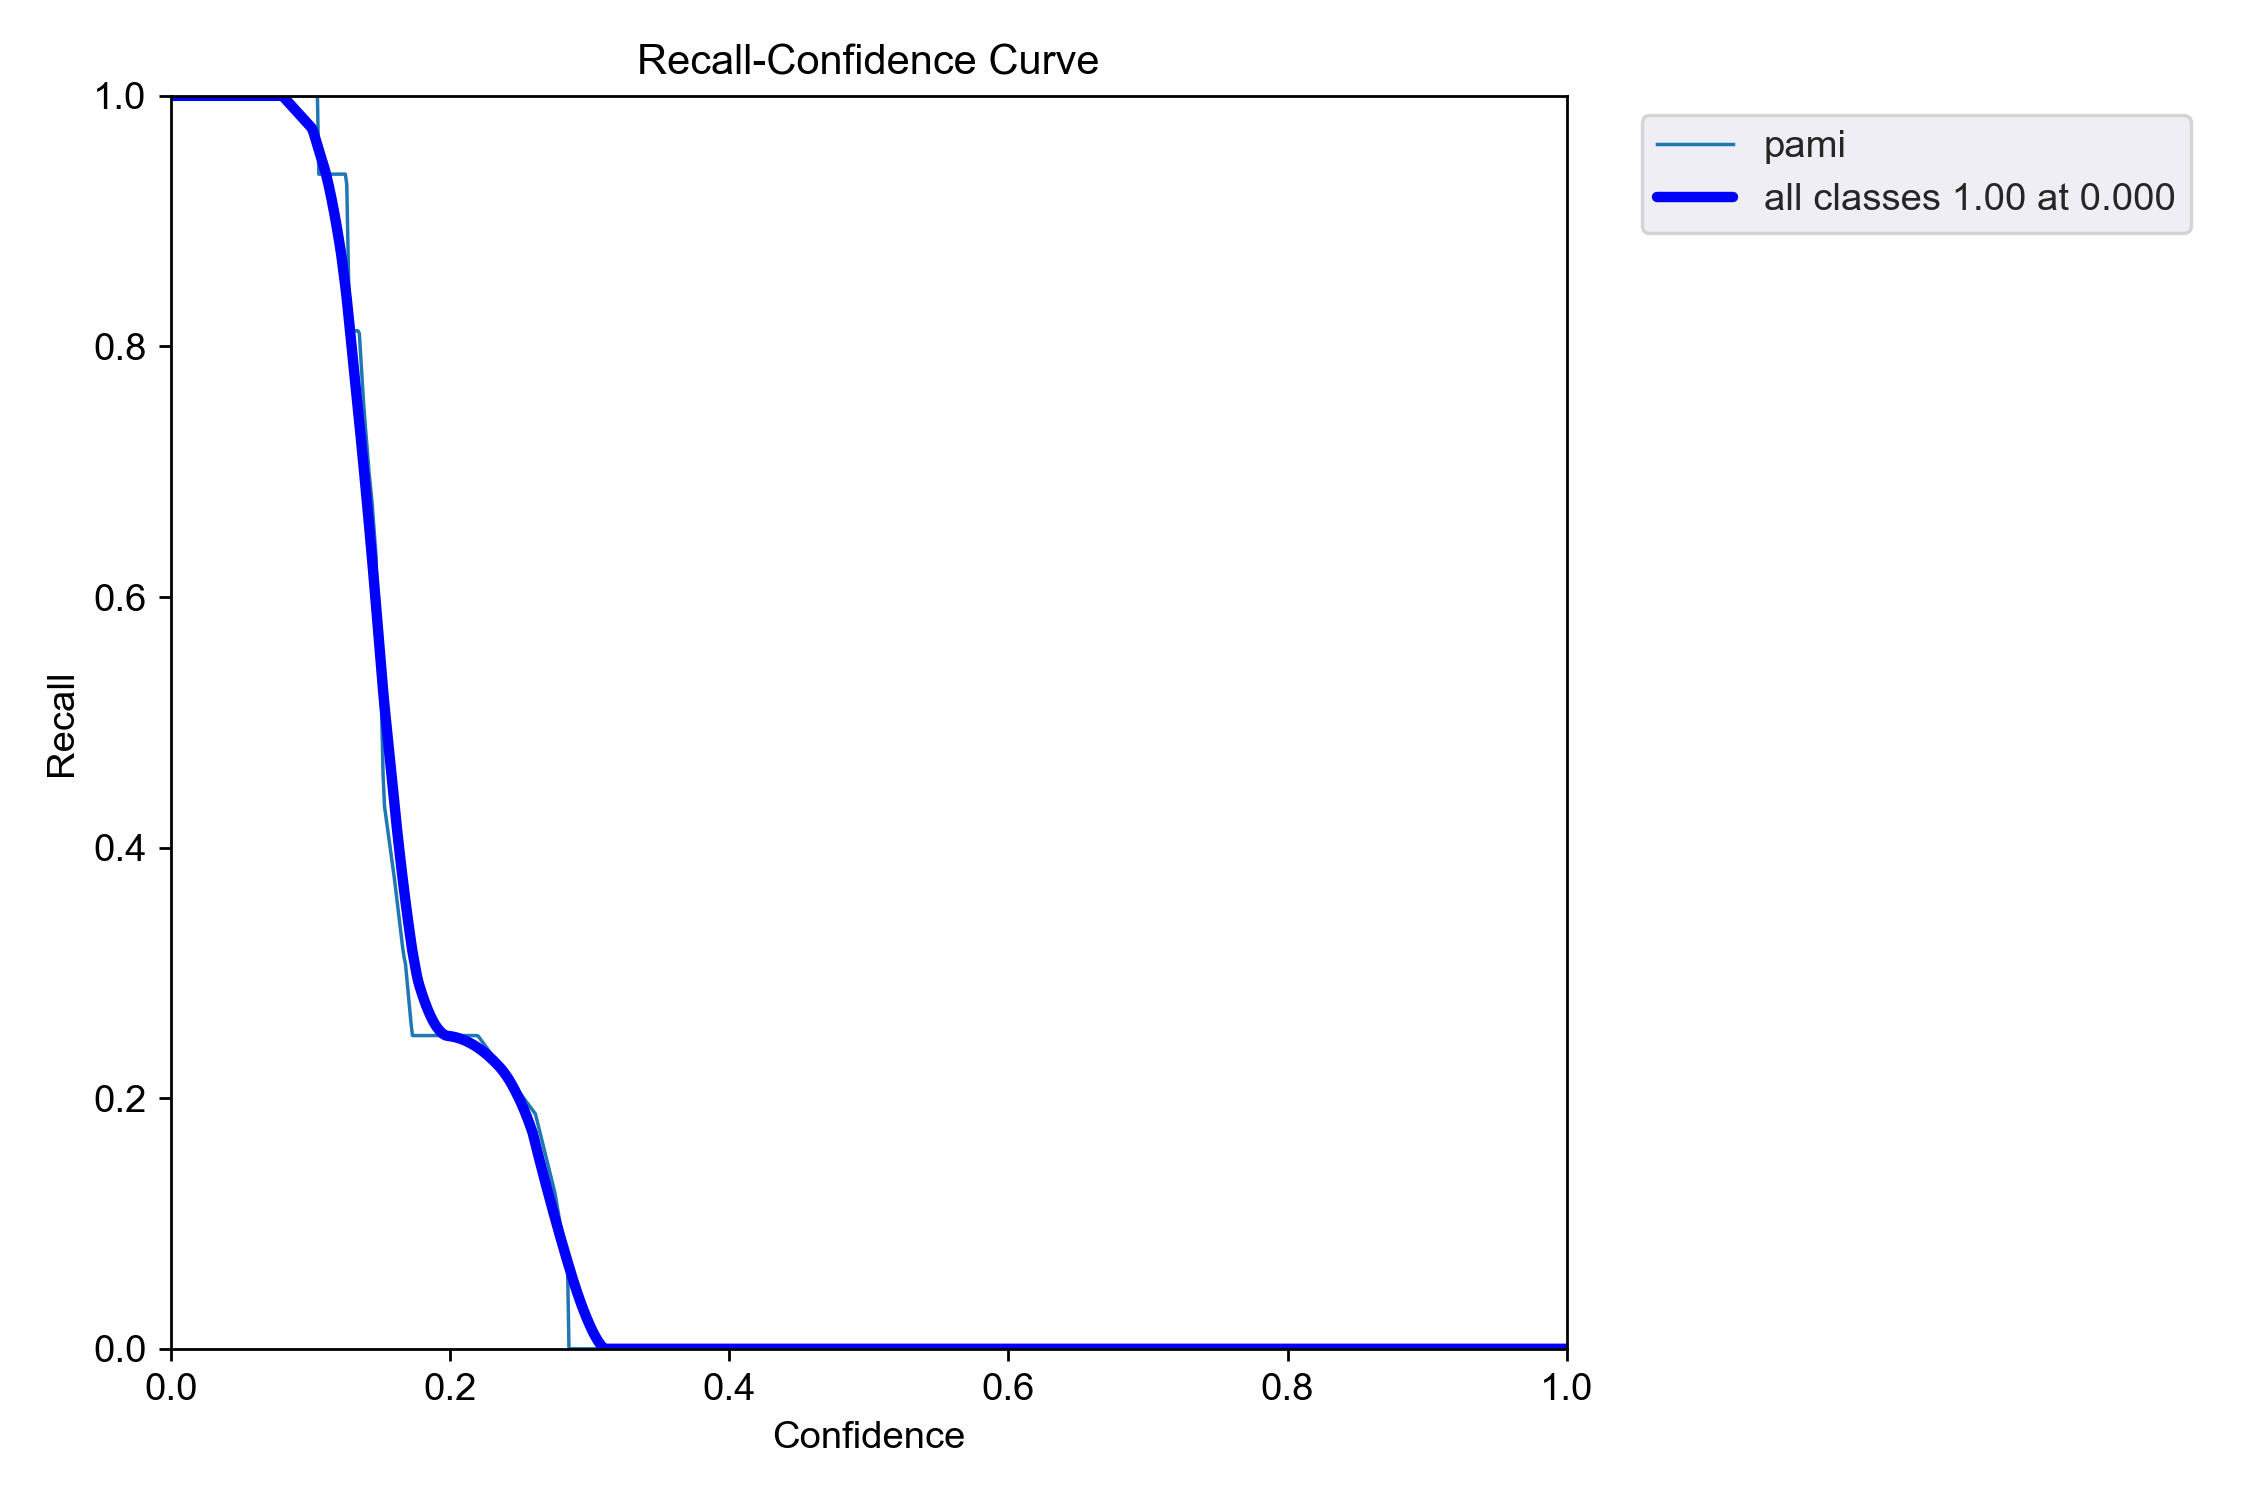 Recall-Confidence Curve
1.0
0.8
0.6
0.4
0.2
0.0
Recall
0.0 0.2 0.4 0.6 0.8 1.0
Confidence
pami
all classes 1.00 at 0.000